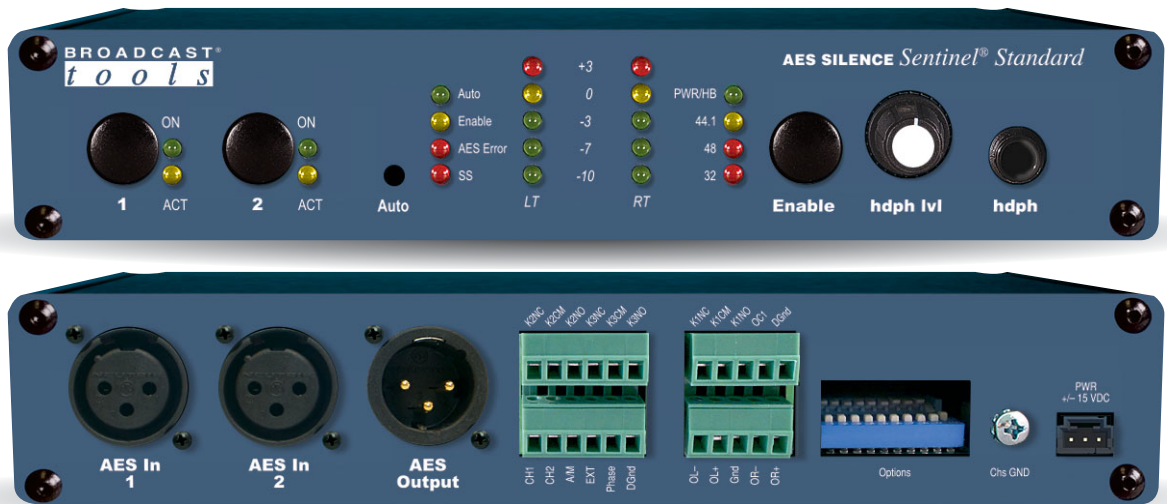 BROADCAST®
tools
AES SILENCE Sentinel® Standard
+3
Auto 0 PWR/HB
ON ON Enable -3 44.1
AES Error -7 48
SS -10 32
1 ACT 2 ACT Auto LT RT Enable hdph lvl hdph
K2NC K2CM K2NO K3NC K3CM K3NO
K1NC K1CM K1NO OC1 DGnd
PWR
+/– 15 VDC
AES In
1
AES In
2
AES
Output
CH1 CH2 A/M EXT Phase DGnd
OL– OL+ Gnd OR– OR+
Options
Chs GND